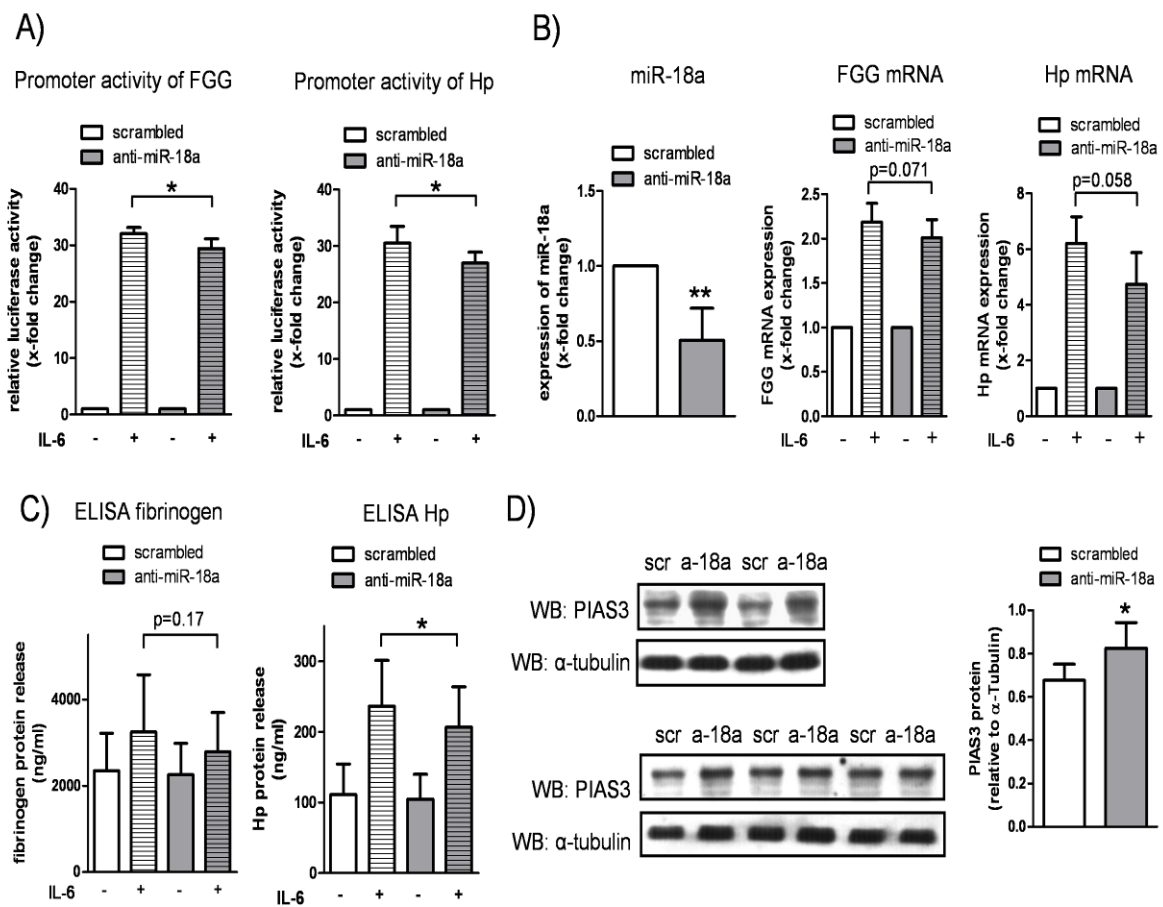 A)
Promoter activity of FGG
scrambled
anti-miR-18a
relative luciferase activity
(x-fold change)
40
30
20
10
0
*
IL-6 - + - +
Promoter activity of Hp
scrambled
anti-miR-18a
relative luciferase activity
(x-fold change)
40
30
20
10
0
*
IL-6 - + - +
B)
miR-18a
scrambled
anti-miR-18a
expression of miR-18a
(x-fold change)
1.5
1.0
0.5
0.0
**
FGG mRNA
scrambled
anti-miR-18a
p=0.071
FGG mRNA expression
(x-fold change)
2.5
2.0
1.5
1.0
0.5
0.0
IL-6 - + - +
Hp mRNA
scrambled
anti-miR-18a
p=0.058
Hp mRNA expression
(x-fold change)
8
6
4
2
0
- + - +
C)
ELISA fibrinogen
scrambled
anti-miR-18a
p=0.17
fibrinogen protein release
(ng/ml)
4000
2000
0
IL-6 - + - +
ELISA Hp
scrambled
anti-miR-18a
*
Hp protein release
(ng/ml)
300
200
100
0
IL-6 - + - +
D)
scr a-18a scr a-18a
WB: PIAS3
WB: α-tubulin
scr a-18a scr a-18a scr a-18a
WB: PIAS3
WB: α-tubulin
scrambled
anti-miR-18a
PIAS3 protein
(relative to α-Tubulin)
1.0
0.8
0.6
0.4
0.2
0.0
*